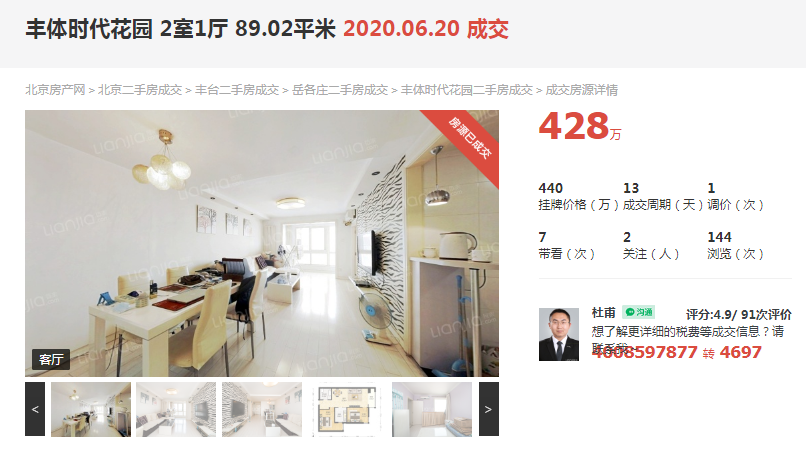 丰体时代花园 2室1厅 89.02平米 2020.06.20 成交
北京房产网 > 北京二手房成交 > 丰台二手房成交 > 岳各庄二手房成交 > 丰体时代花园二手房成交 > 成交房源详情
房源已成交
428万
440 13 1
挂牌价格（万） 成交周期（天） 调价（次）
7 2 144
带看（次） 关注（人） 浏览（次）
lianjia
客厅
< >
杜甫 沟通 评分:4.9/ 91次评价
想了解更详细的税费等成交信息？请
联系我
4008597877 转 4697